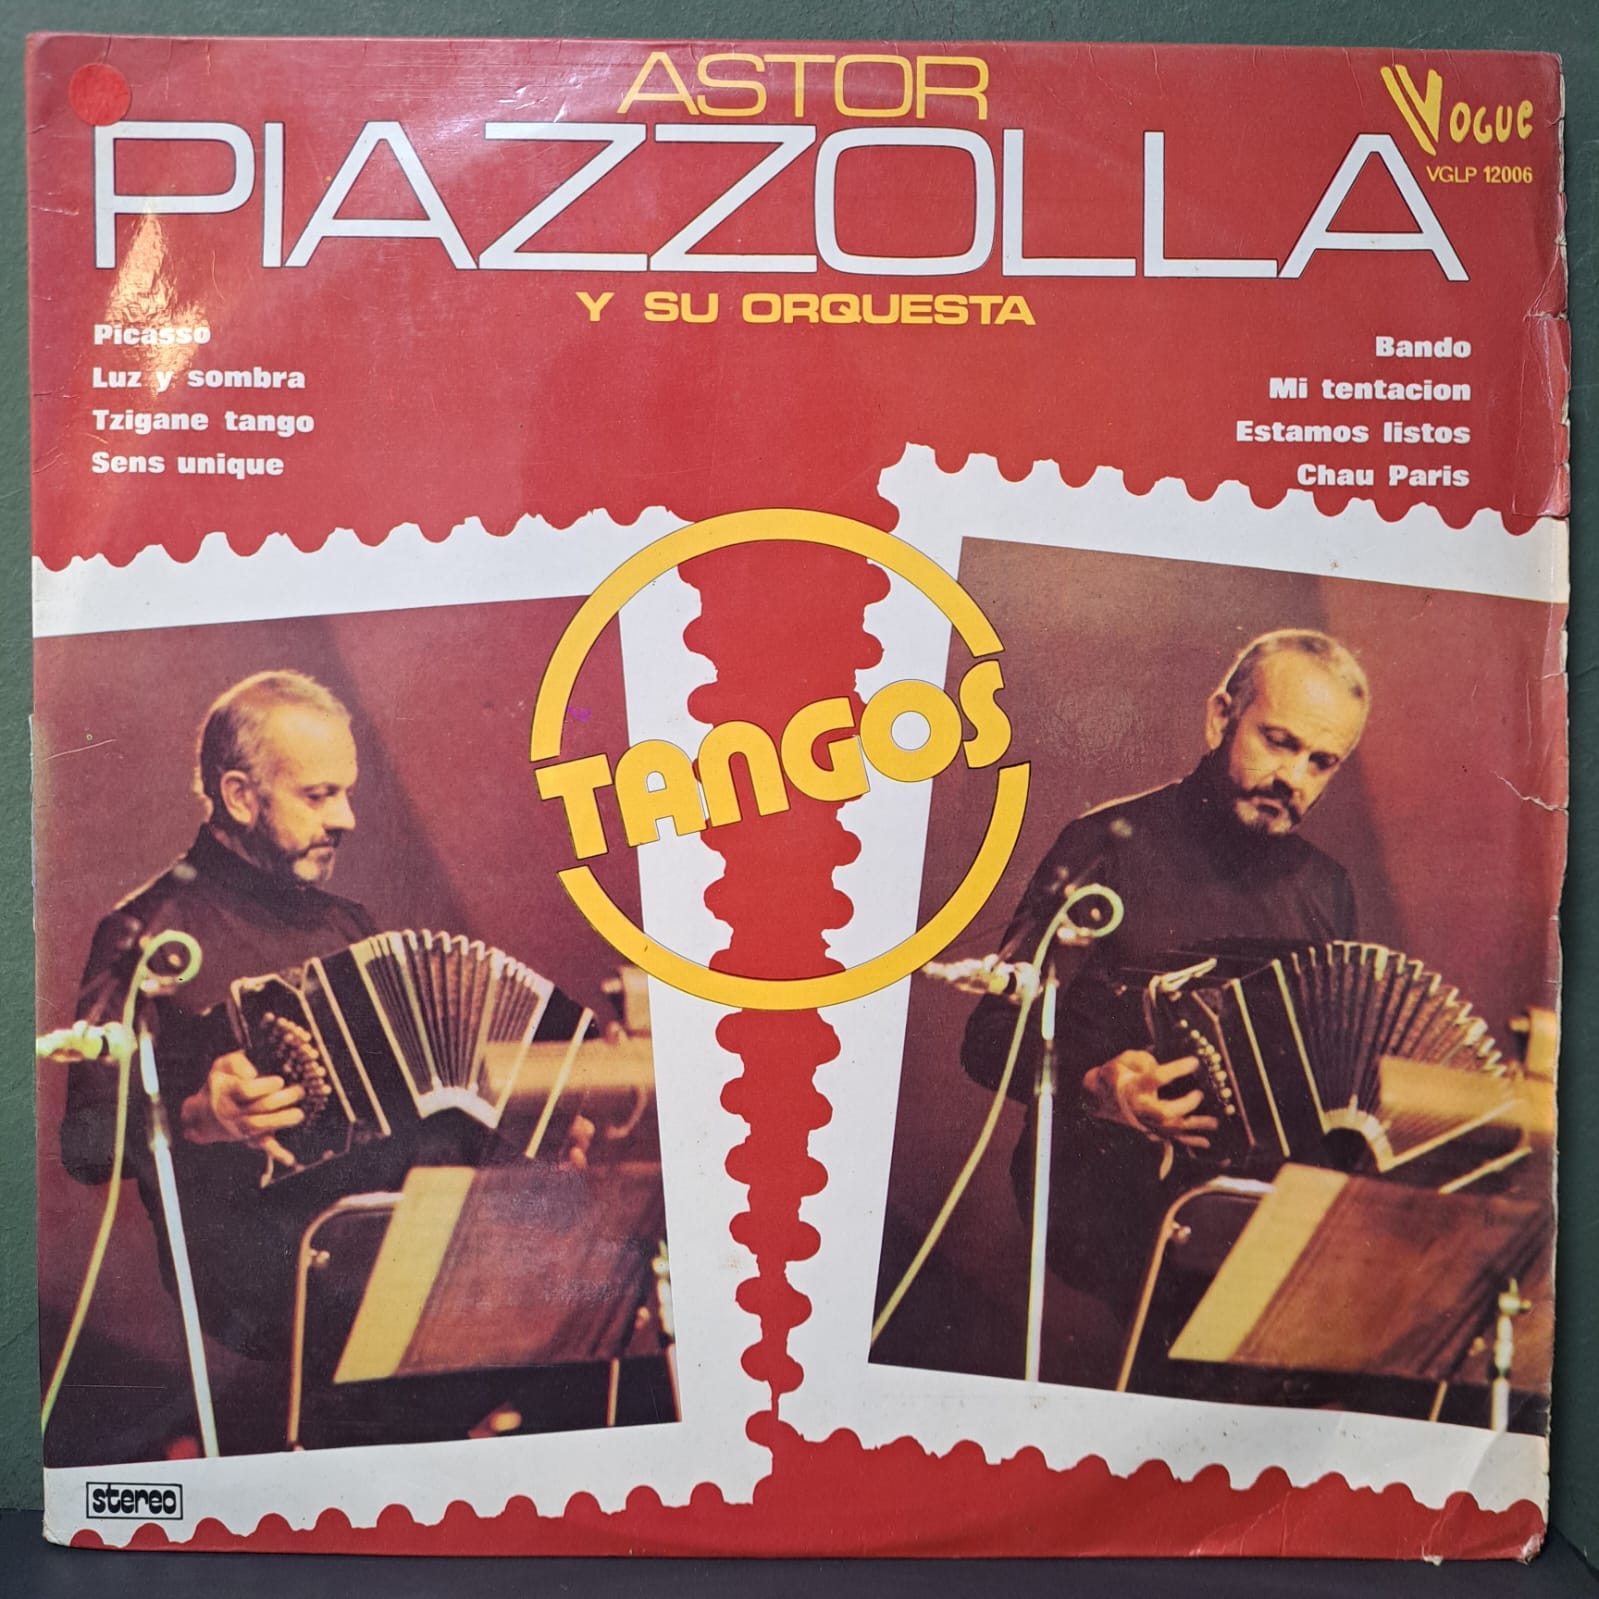 ASTOR
PIAZZOLLA
Vogue
VGLP 12006
Y SU ORQUESTA
Picasso
Luz y sombra
Tzigane tango
Sens unique
Bando
Mi tentacion
Estamos listos
Chau Paris
TANGOS
stereo